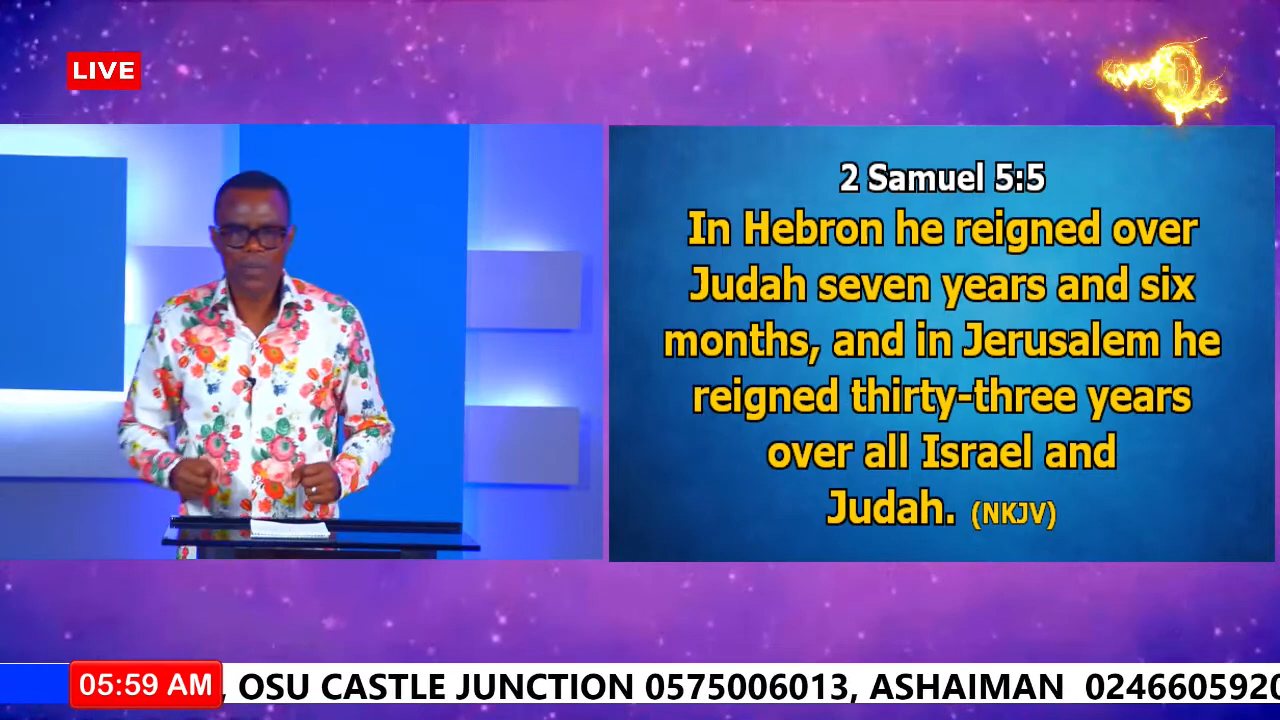 LIVE
2 Samuel 5:5
In Hebron he reigned over
Judah seven years and six
months, and in Jerusalem he
reigned thirty-three years
over all Israel and
Judah. (NKJV)
05:59 AM , OSU CASTLE JUNCTION 0575006013, ASHAIMAN 0246605920